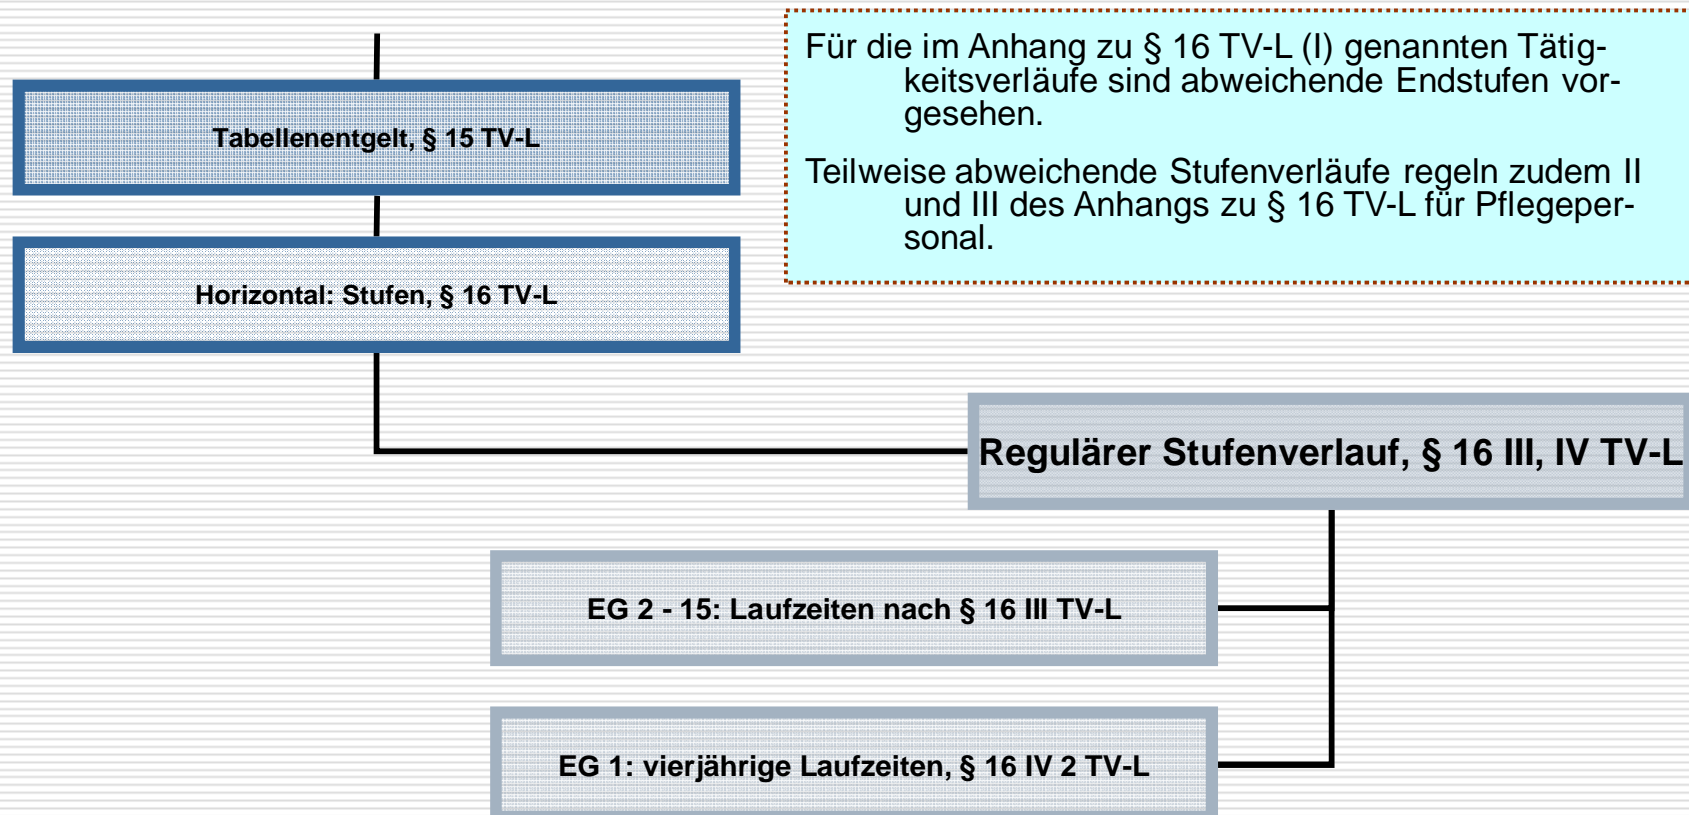 Für die im Anhang zu § 16 TV-L (I) genannten Tätig-
keitsverläufe sind abweichende Endstufen vor-
gesehen.
Teilweise abweichende Stufenverläufe regeln zudem II
und III des Anhangs zu § 16 TV-L für Pflegeper-
sonal.
Tabellenentgelt, § 15 TV-L
Horizontal: Stufen, § 16 TV-L
Regulärer Stufenverlauf, § 16 III, IV TV-L
EG 2 - 15: Laufzeiten nach § 16 III TV-L
EG 1: vierjährige Laufzeiten, § 16 IV 2 TV-L